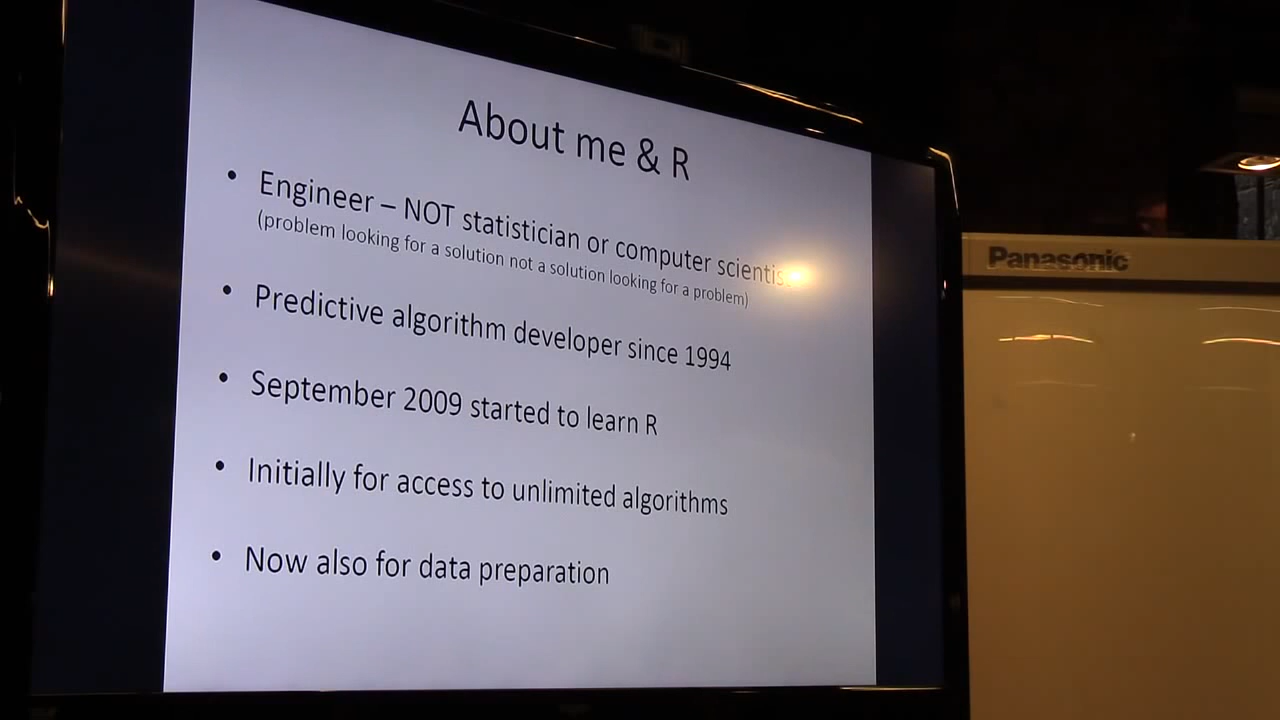 About me & R
• Engineer – NOT statistician or computer
(problem looking for a solution not a solution looking for a problem)
• Predictive algorithm developer since 1994
• September 2009 started to learn R
• Initially for access to unlimited algorithms
• Now also for data preparation
Panasonic